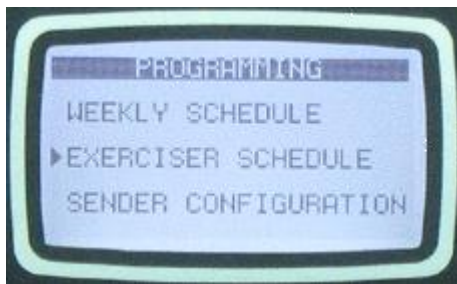 PROGRAMMING
WEEKLY SCHEDULE
EXERCISER SCHEDULE
SENDER CONFIGURATION